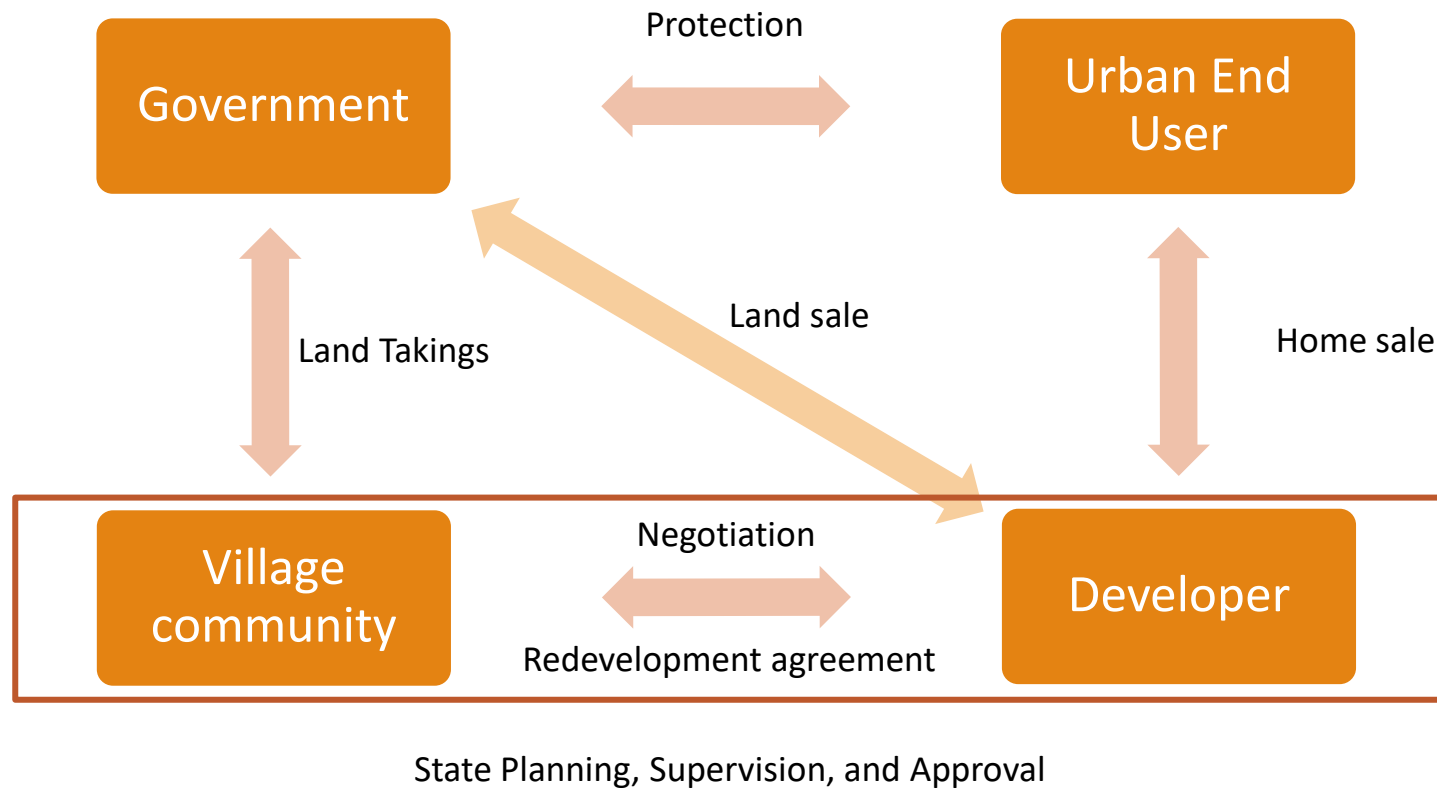 Protection
Government
Urban End
User
Land sale
Land Takings
Home sale
Negotiation
Village
community
Developer
Redevelopment agreement
State Planning, Supervision, and Approval